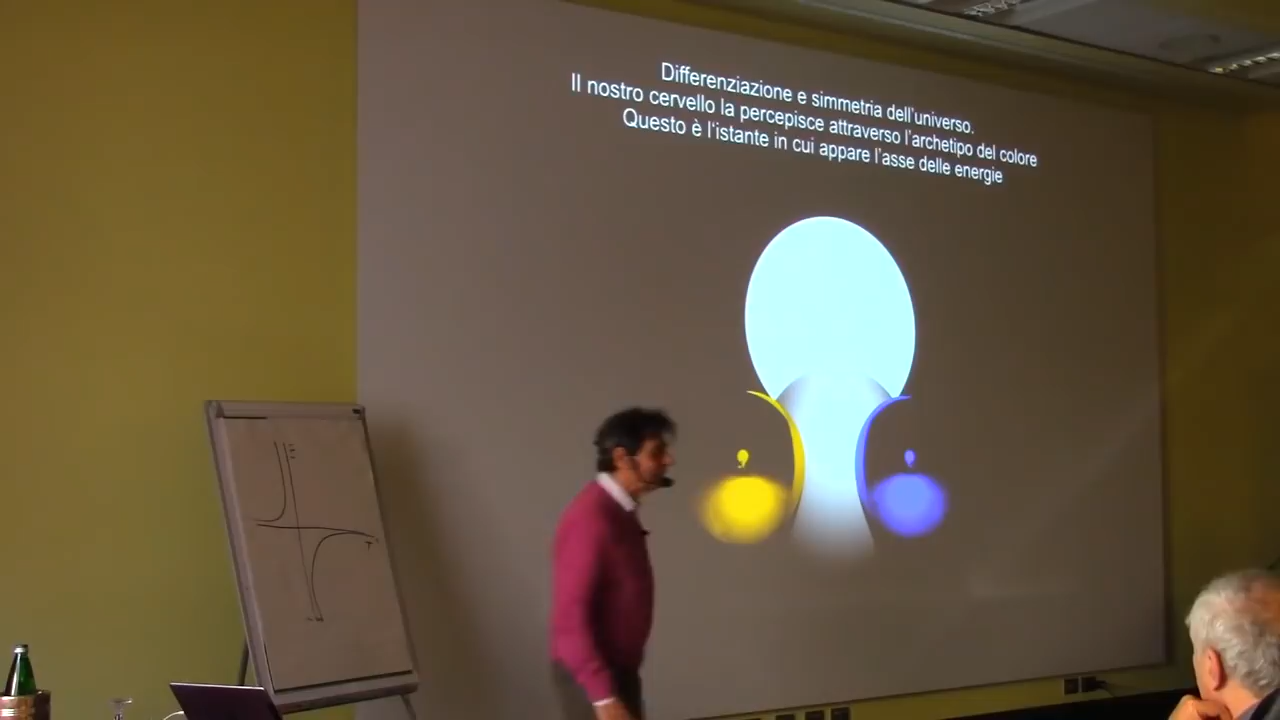 Differenziazione e simmetria dell'universo.
Il nostro cervello la percepisce attraverso l'archetipo del colore
Questo è l'istante in cui appare l'asse delle energie